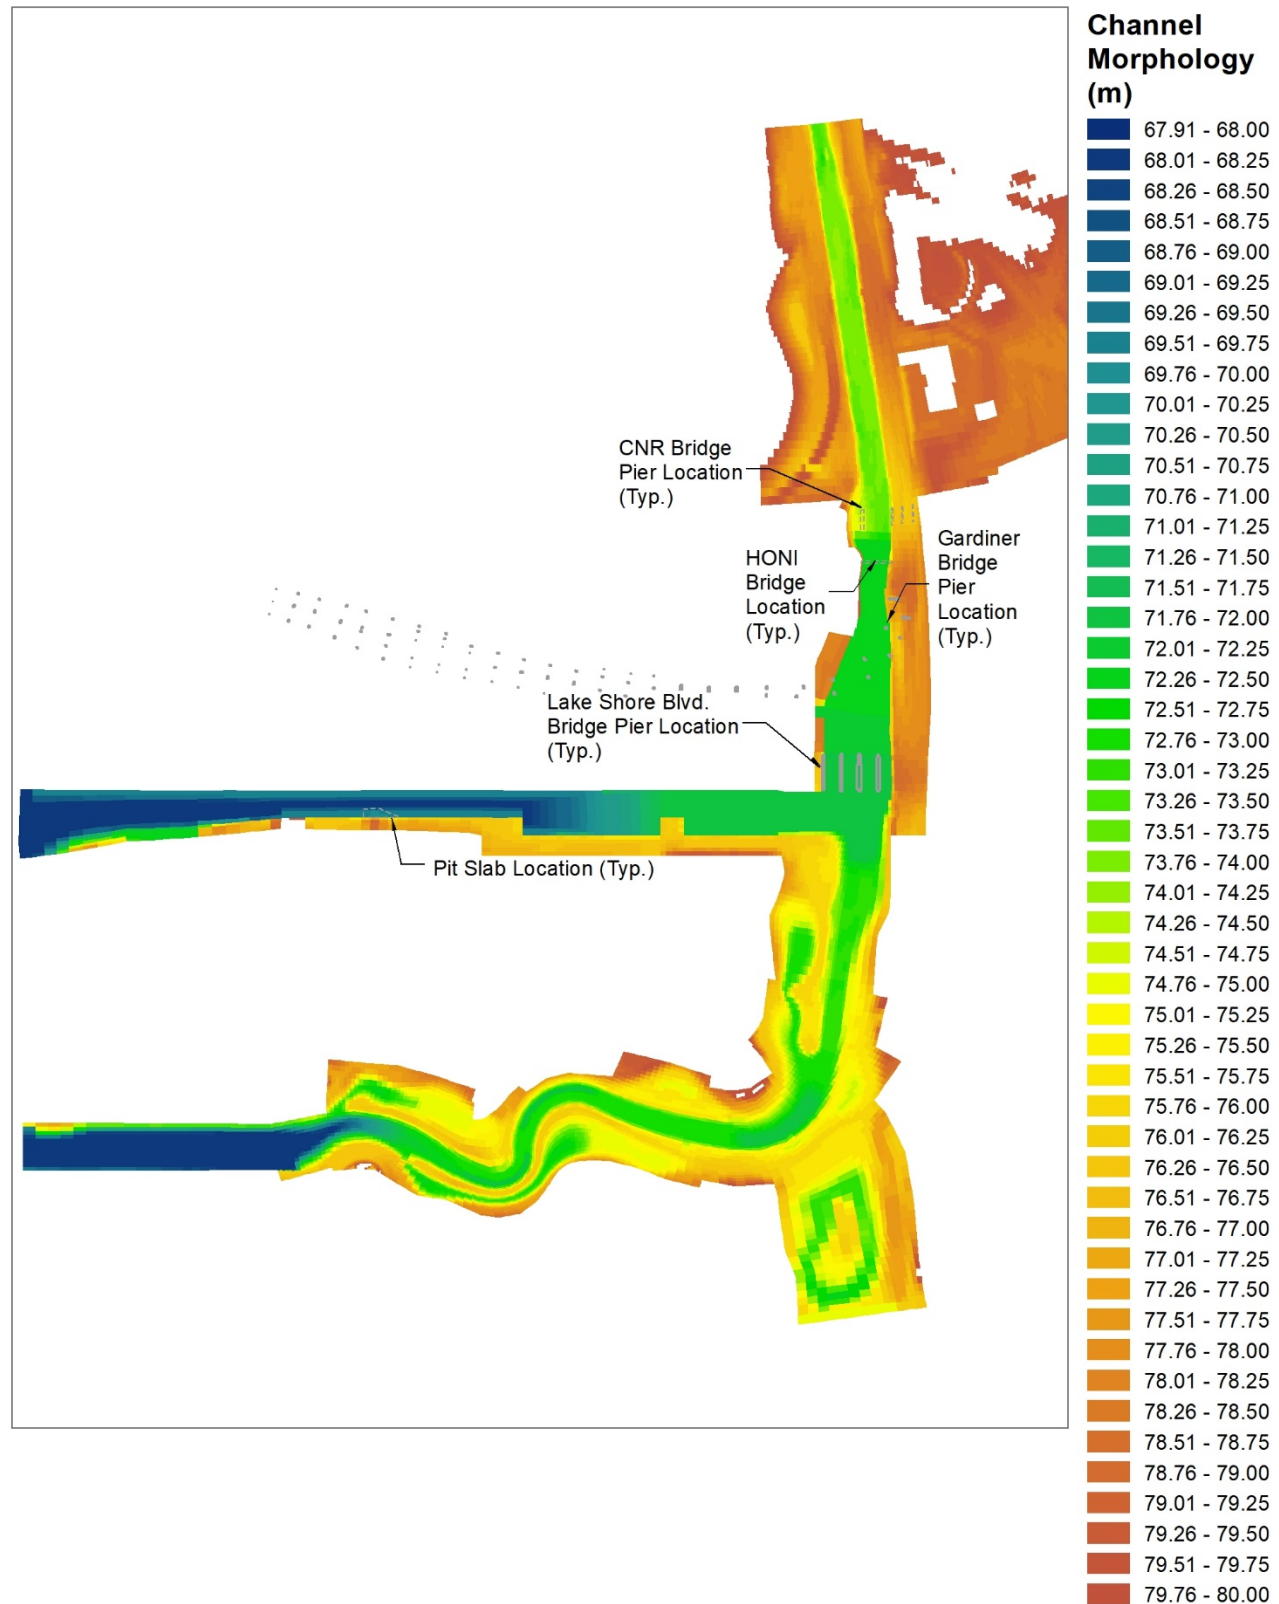 Channel
Morphology
(m)
67.91 - 68.00
68.01 - 68.25
68.26 - 68.50
68.51 - 68.75
68.76 - 69.00
69.01 - 69.25
69.26 - 69.50
69.51 - 69.75
69.76 - 70.00
70.01 - 70.25
70.26 - 70.50
70.51 - 70.75
70.76 - 71.00
71.01 - 71.25
71.26 - 71.50
71.51 - 71.75
71.76 - 72.00
72.01 - 72.25
72.26 - 72.50
72.51 - 72.75
72.76 - 73.00
73.01 - 73.25
73.26 - 73.50
73.51 - 73.75
73.76 - 74.00
74.01 - 74.25
74.26 - 74.50
74.51 - 74.75
74.76 - 75.00
75.01 - 75.25
75.26 - 75.50
75.51 - 75.75
75.76 - 76.00
76.01 - 76.25
76.26 - 76.50
76.51 - 76.75
76.76 - 77.00
77.01 - 77.25
77.26 - 77.50
77.51 - 77.75
77.76 - 78.00
78.01 - 78.25
78.26 - 78.50
78.51 - 78.75
78.76 - 79.00
79.01 - 79.25
79.26 - 79.50
79.51 - 79.75
79.76 - 80.00
CNR Bridge
Pier Location
(Typ.)
HONI
Bridge
Location
(Typ.)
Gardiner
Bridge
Pier
Location
(Typ.)
Lake Shore Blvd.
Bridge Pier Location
(Typ.)
Pit Slab Location (Typ.)